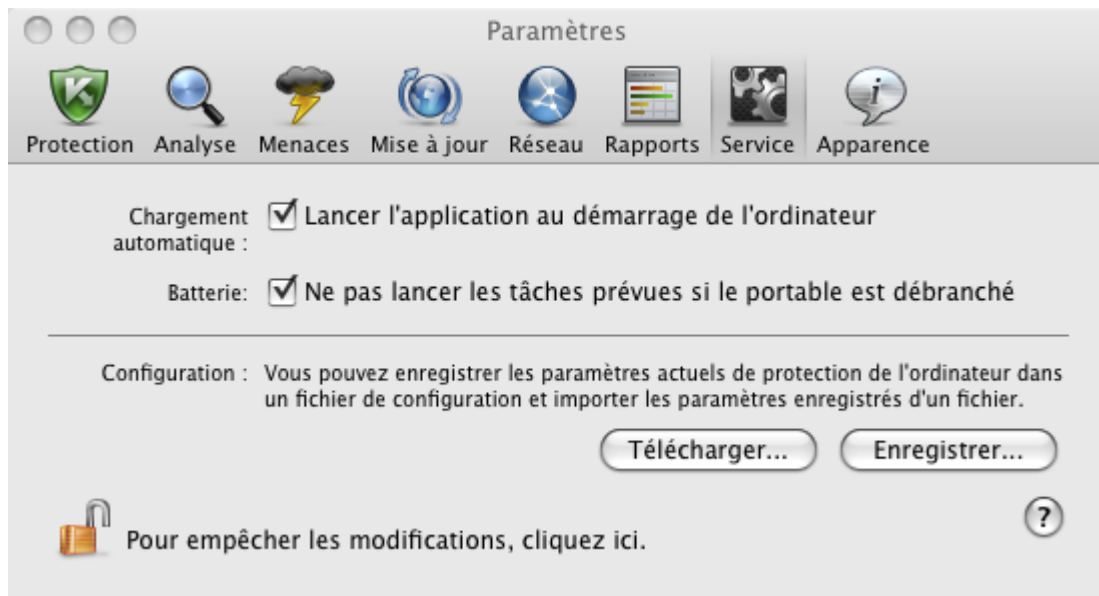 Paramètres
Protection Analyse Menaces Mise à jour Réseau Rapports Service Apparence
Chargement automatique :
Lancer l'application au démarrage de l'ordinateur
Batterie:
Ne pas lancer les tâches prévues si le portable est débranché
Configuration :
Vous pouvez enregistrer les paramètres actuels de protection de l'ordinateur dans
un fichier de configuration et importer les paramètres enregistrés d'un fichier.
Télécharger... Enregistrer...
Pour empêcher les modifications, cliquez ici.
?